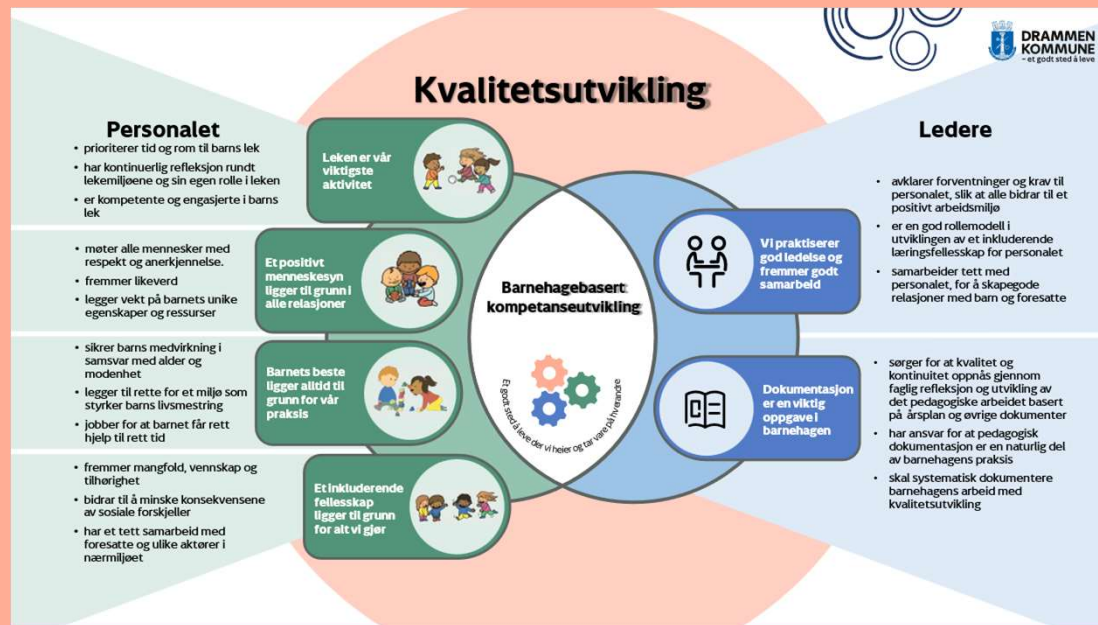 DRAMMEN
KOMMUNE
– et godt sted å leve
Kvalitetsutvikling
Personalet
• prioriterer tid og rom til barns lek
• har kontinuerlig refleksjon rundt
lekemiljøene og sin egen rolle i leken
• er kompetente og engasjerte i barns
lek
• møter alle mennesker med
respekt og anerkjennelse.
• fremmer likeverd
• legger vekt på barnets unike
egenskaper og ressurser
• sikrer barns medvirkning i
samsvar med alder og
modenhet
• legger til rette for et miljø som
styrker barns livsmestring
• jobber for at barnet får rett
hjelp til rett tid
• fremmer mangfold, vennskap og
tilhørighet
• bidrar til å minske konsekvensene
av sosiale forskjeller
• har et tett samarbeid med
foresatte og ulike aktører i
nærmiljøet
Leken er vår
viktigste
aktivitet
Et positivt
menneskesyn
ligger til grunn i
alle relasjoner
Barnets beste
ligger alltid til
grunn for vår
praksis
Et inkluderende
fellesskap
ligger til grunn
for alt vi gjør
Barnehagebasert
kompetanseutvikling
Et godt sted å leve der vi heier og tar vare på hverandre
Vi praktiserer
god ledelse og
fremmer godt
samarbeid
Dokumentasjon
er en viktig
oppgave i
barnehagen
Ledere
• avklarer forventninger og krav til
personalet, slik at alle bidrar til et
positivt arbeidsmiljø
• er en god rollemodell i
utviklingen av et inkluderende
læringsfellesskap for personalet
• samarbeider tett med
personalet, for å skapegode
relasjoner med barn og foresatte
• sørger for at kvalitet og
kontinuitet oppnås gjennom
faglig refleksjon og utvikling av
det pedagogiske arbeidet basert
på årsplan og øvrige dokumenter
• har ansvar for at pedagogisk
dokumentasjon er en naturlig del
av barnehagens praksis
• skal systematisk dokumentere
barnehagens arbeid med
kvalitetsutvikling